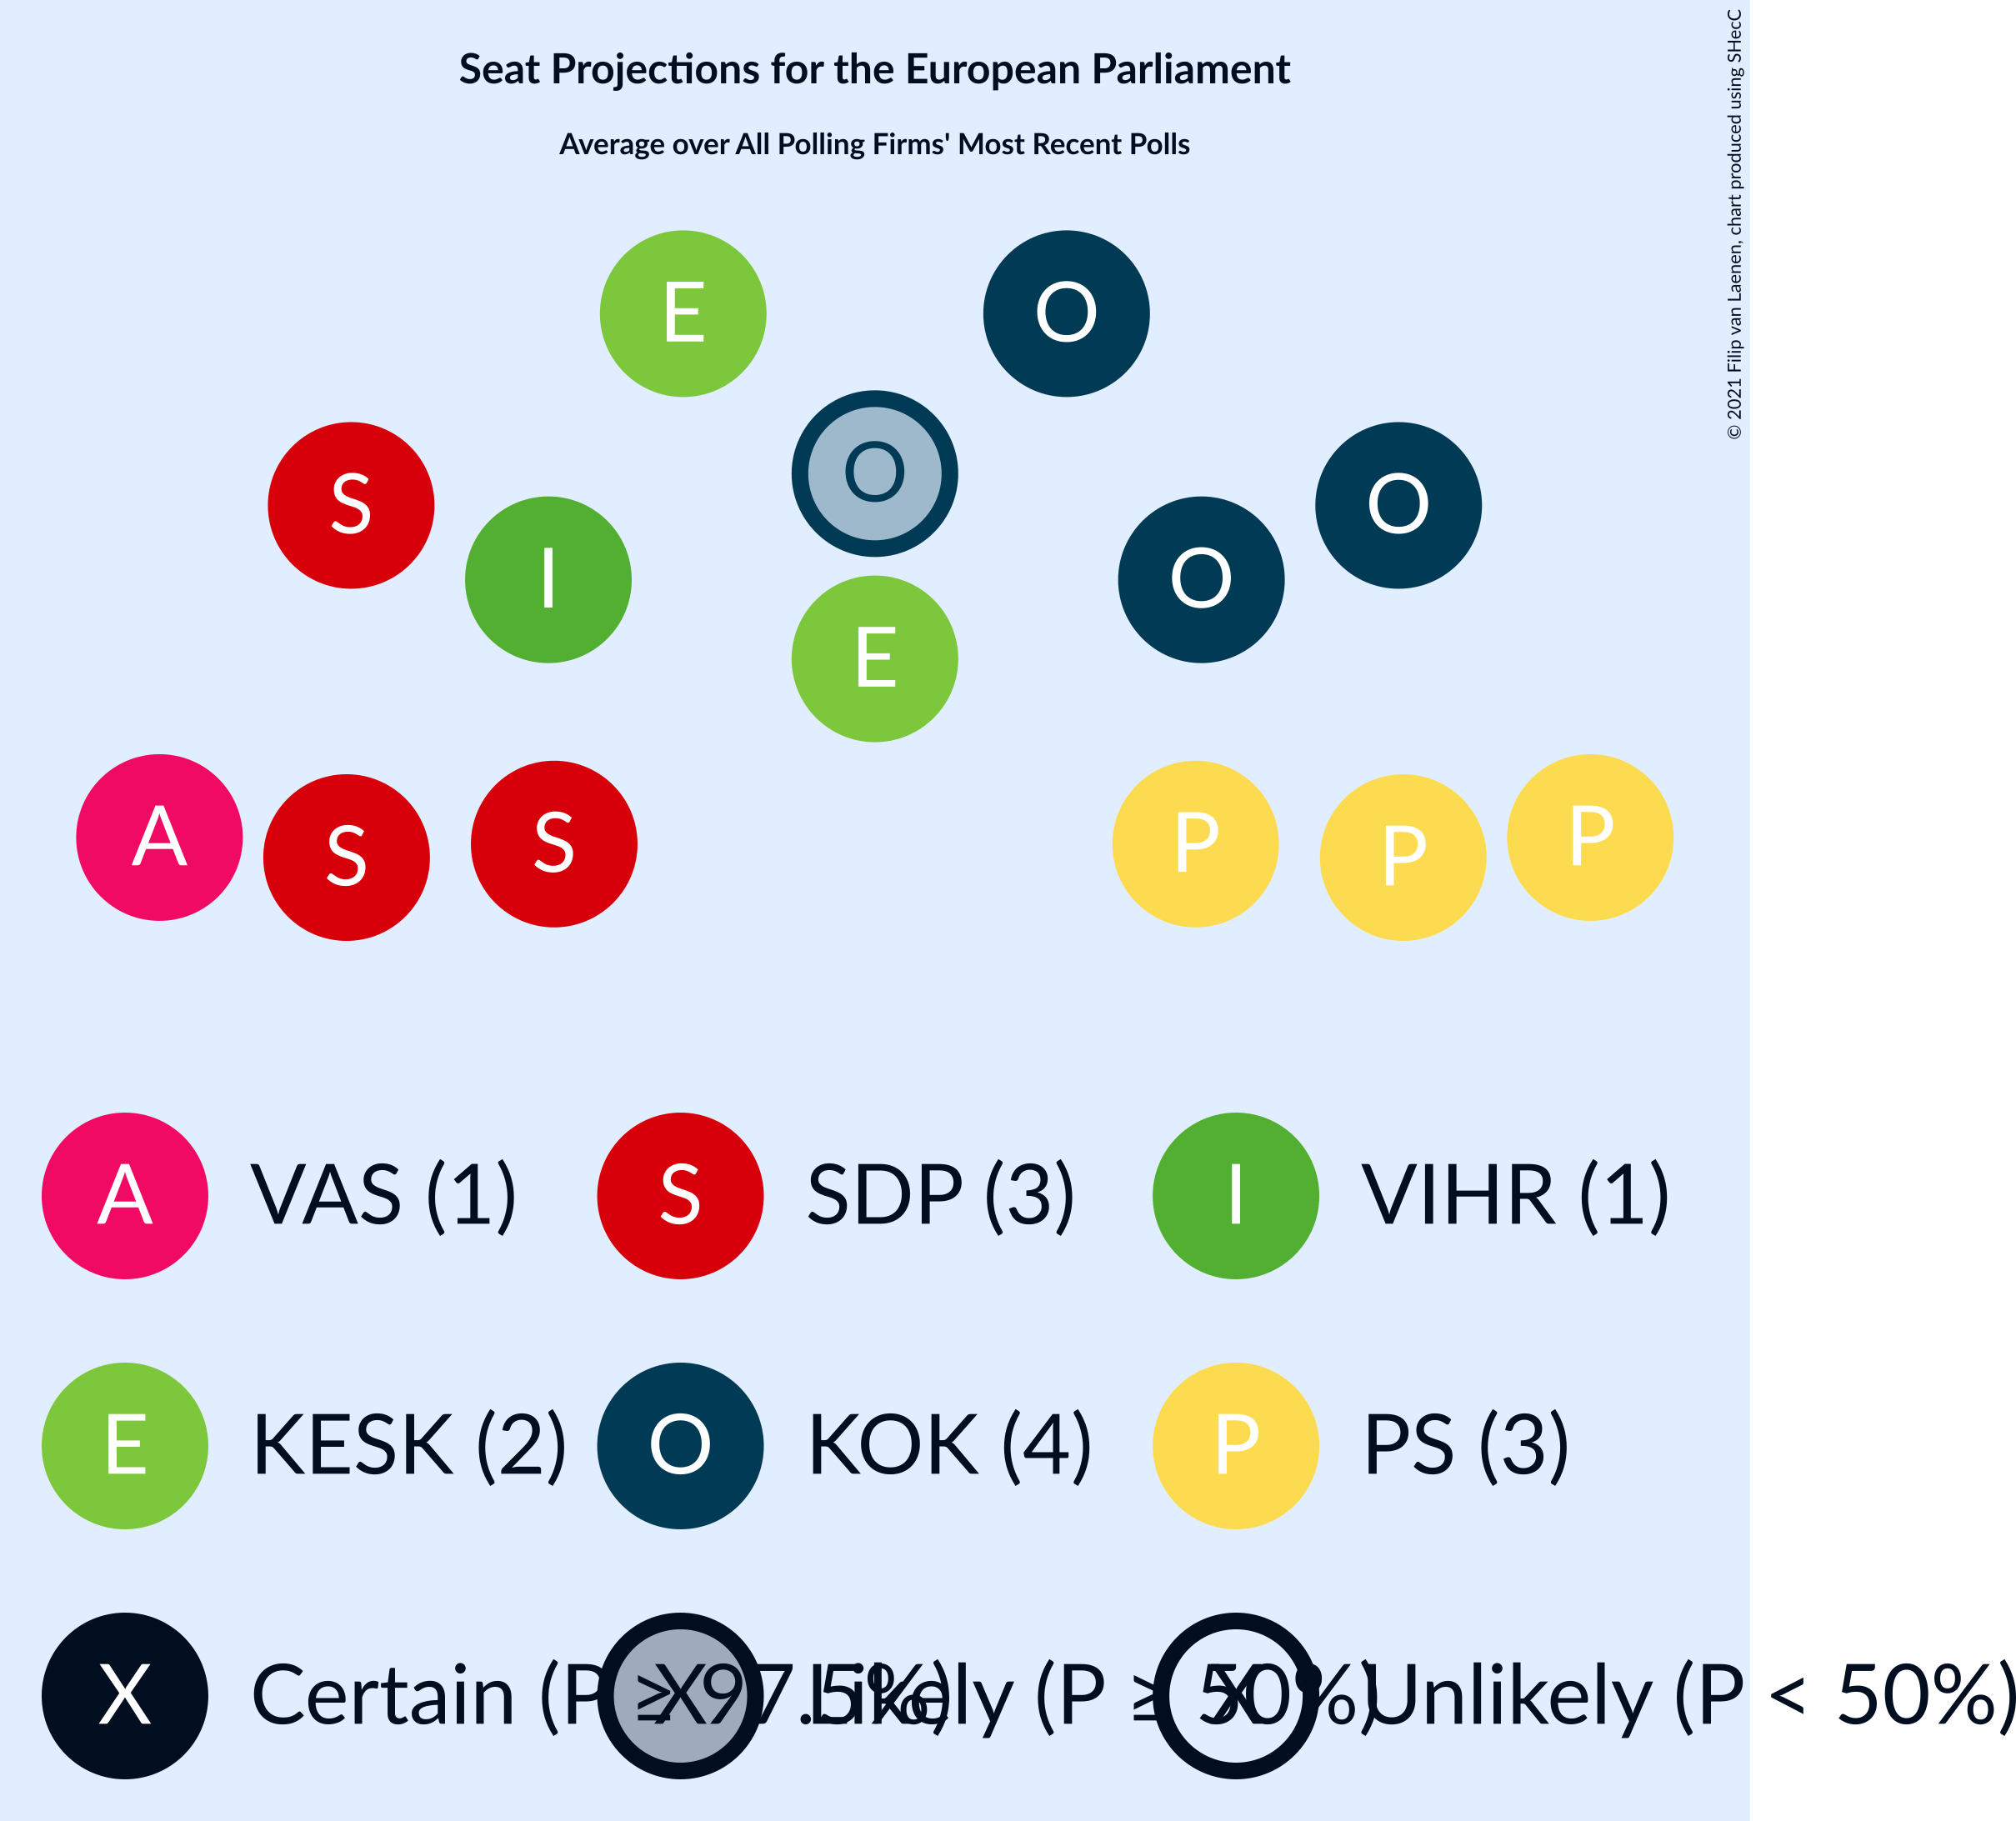 Seat Projections for the European Parliament
Average over All Polling Firms' Most Recent Polls
© 2021 Filip van Laenen, chart produced using SHecC
E O
O
S O
I O
E
A P
S S P P
A VAS (1) S SDP (3) I VIHR (1)
E KESK (2) O KOK (4) P PS (3)
X Certain (P ≥ 97.5%) X Likely (P ≥ 50%) X Unlikely (P < 50%)